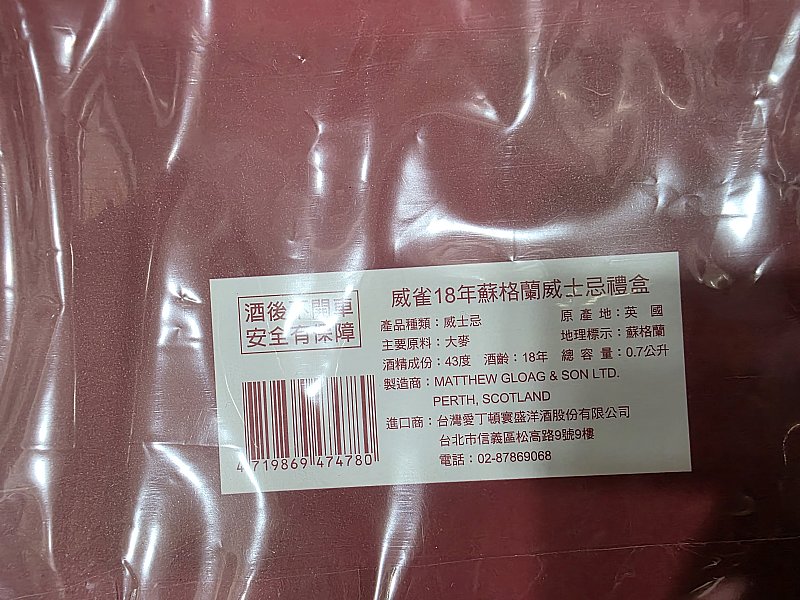 威雀18年蘇格蘭威士忌禮盒
酒後不開車
安全有保障
產品種類：威士忌
原產地：英國
主要原料：大麥
地理標示：蘇格蘭
酒精成份：43度 酒齡：18年 總容量：0.7公升
製造商：MATTHEW GLOAG & SON LTD.
PERTH, SCOTLAND
進口商：台灣愛丁頓寰盛洋酒股份有限公司
台北市信義區松高路9號9樓
電話：02-87869068
4 719869 474780